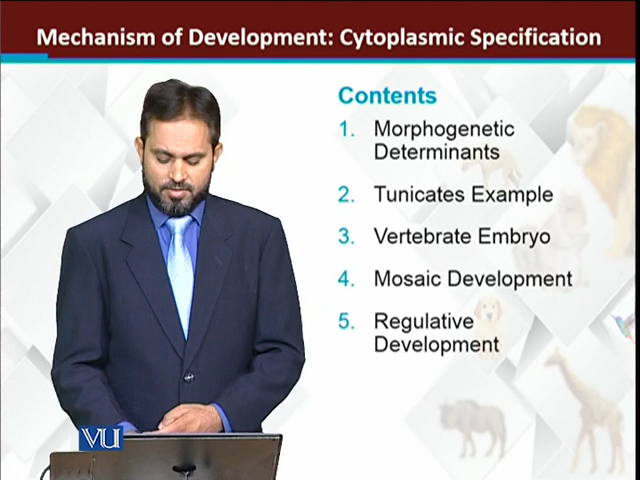 Mechanism of Development: Cytoplasmic Specification
Contents
1. Morphogenetic
Determinants
2. Tunicates Example
3. Vertebrate Embryo
4. Mosaic Development
5. Regulative
Development
VU